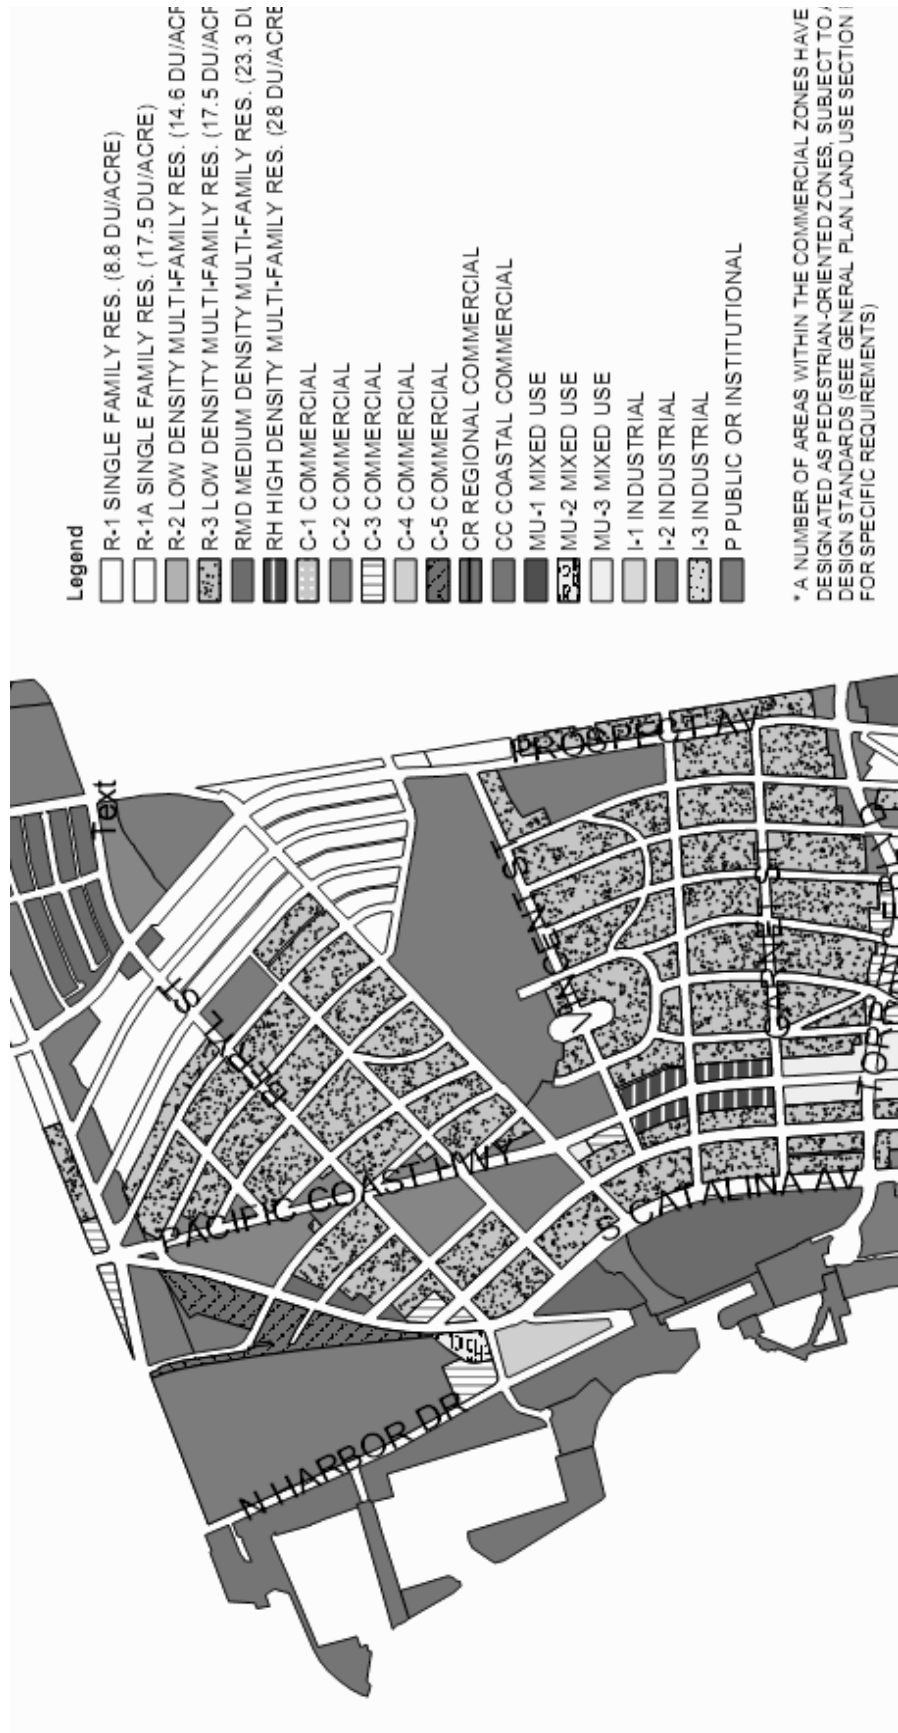 Legend
R-1 SINGLE FAMILY RES. (8.8 DU/ACRE)
R-1A SINGLE FAMILY RES. (17.5 DU/ACRE)
R-2 LOW DENSITY MULTI-FAMILY RES. (14.6 DU/ACR
R-3 LOW DENSITY MULTI-FAMILY RES. (17.5 DU/ACR
RMD MEDIUM DENSITY MULTI-FAMILY RES. (23.3 DU
RH HIGH DENSITY MULTI-FAMILY RES. (28 DU/ACRE
C-1 COMMERCIAL
C-2 COMMERCIAL
C-3 COMMERCIAL
C-4 COMMERCIAL
C-5 COMMERCIAL
CR REGIONAL COMMERCIAL
CC COASTAL COMMERCIAL
MU-1 MIXED USE
MU-2 MIXED USE
MU-3 MIXED USE
I-1 INDUSTRIAL
I-2 INDUSTRIAL
I-3 INDUSTRIAL
P PUBLIC OR INSTITUTIONAL
* A NUMBER OF AREAS WITHIN THE COMMERCIAL ZONES HAVE
DESIGNATED AS PEDESTRIAN-ORIENTED ZONES, SUBJECT TO
DESIGN STANDARDS (SEE GENERAL PLAN LAND USE SECTION
FOR SPECIFIC REQUIREMENTS)
Text
BERYL ST
PROSPECT AV
VINCENT ST
PACIFIC COAST HWY
S CATALINA AV
N HARBOR DR